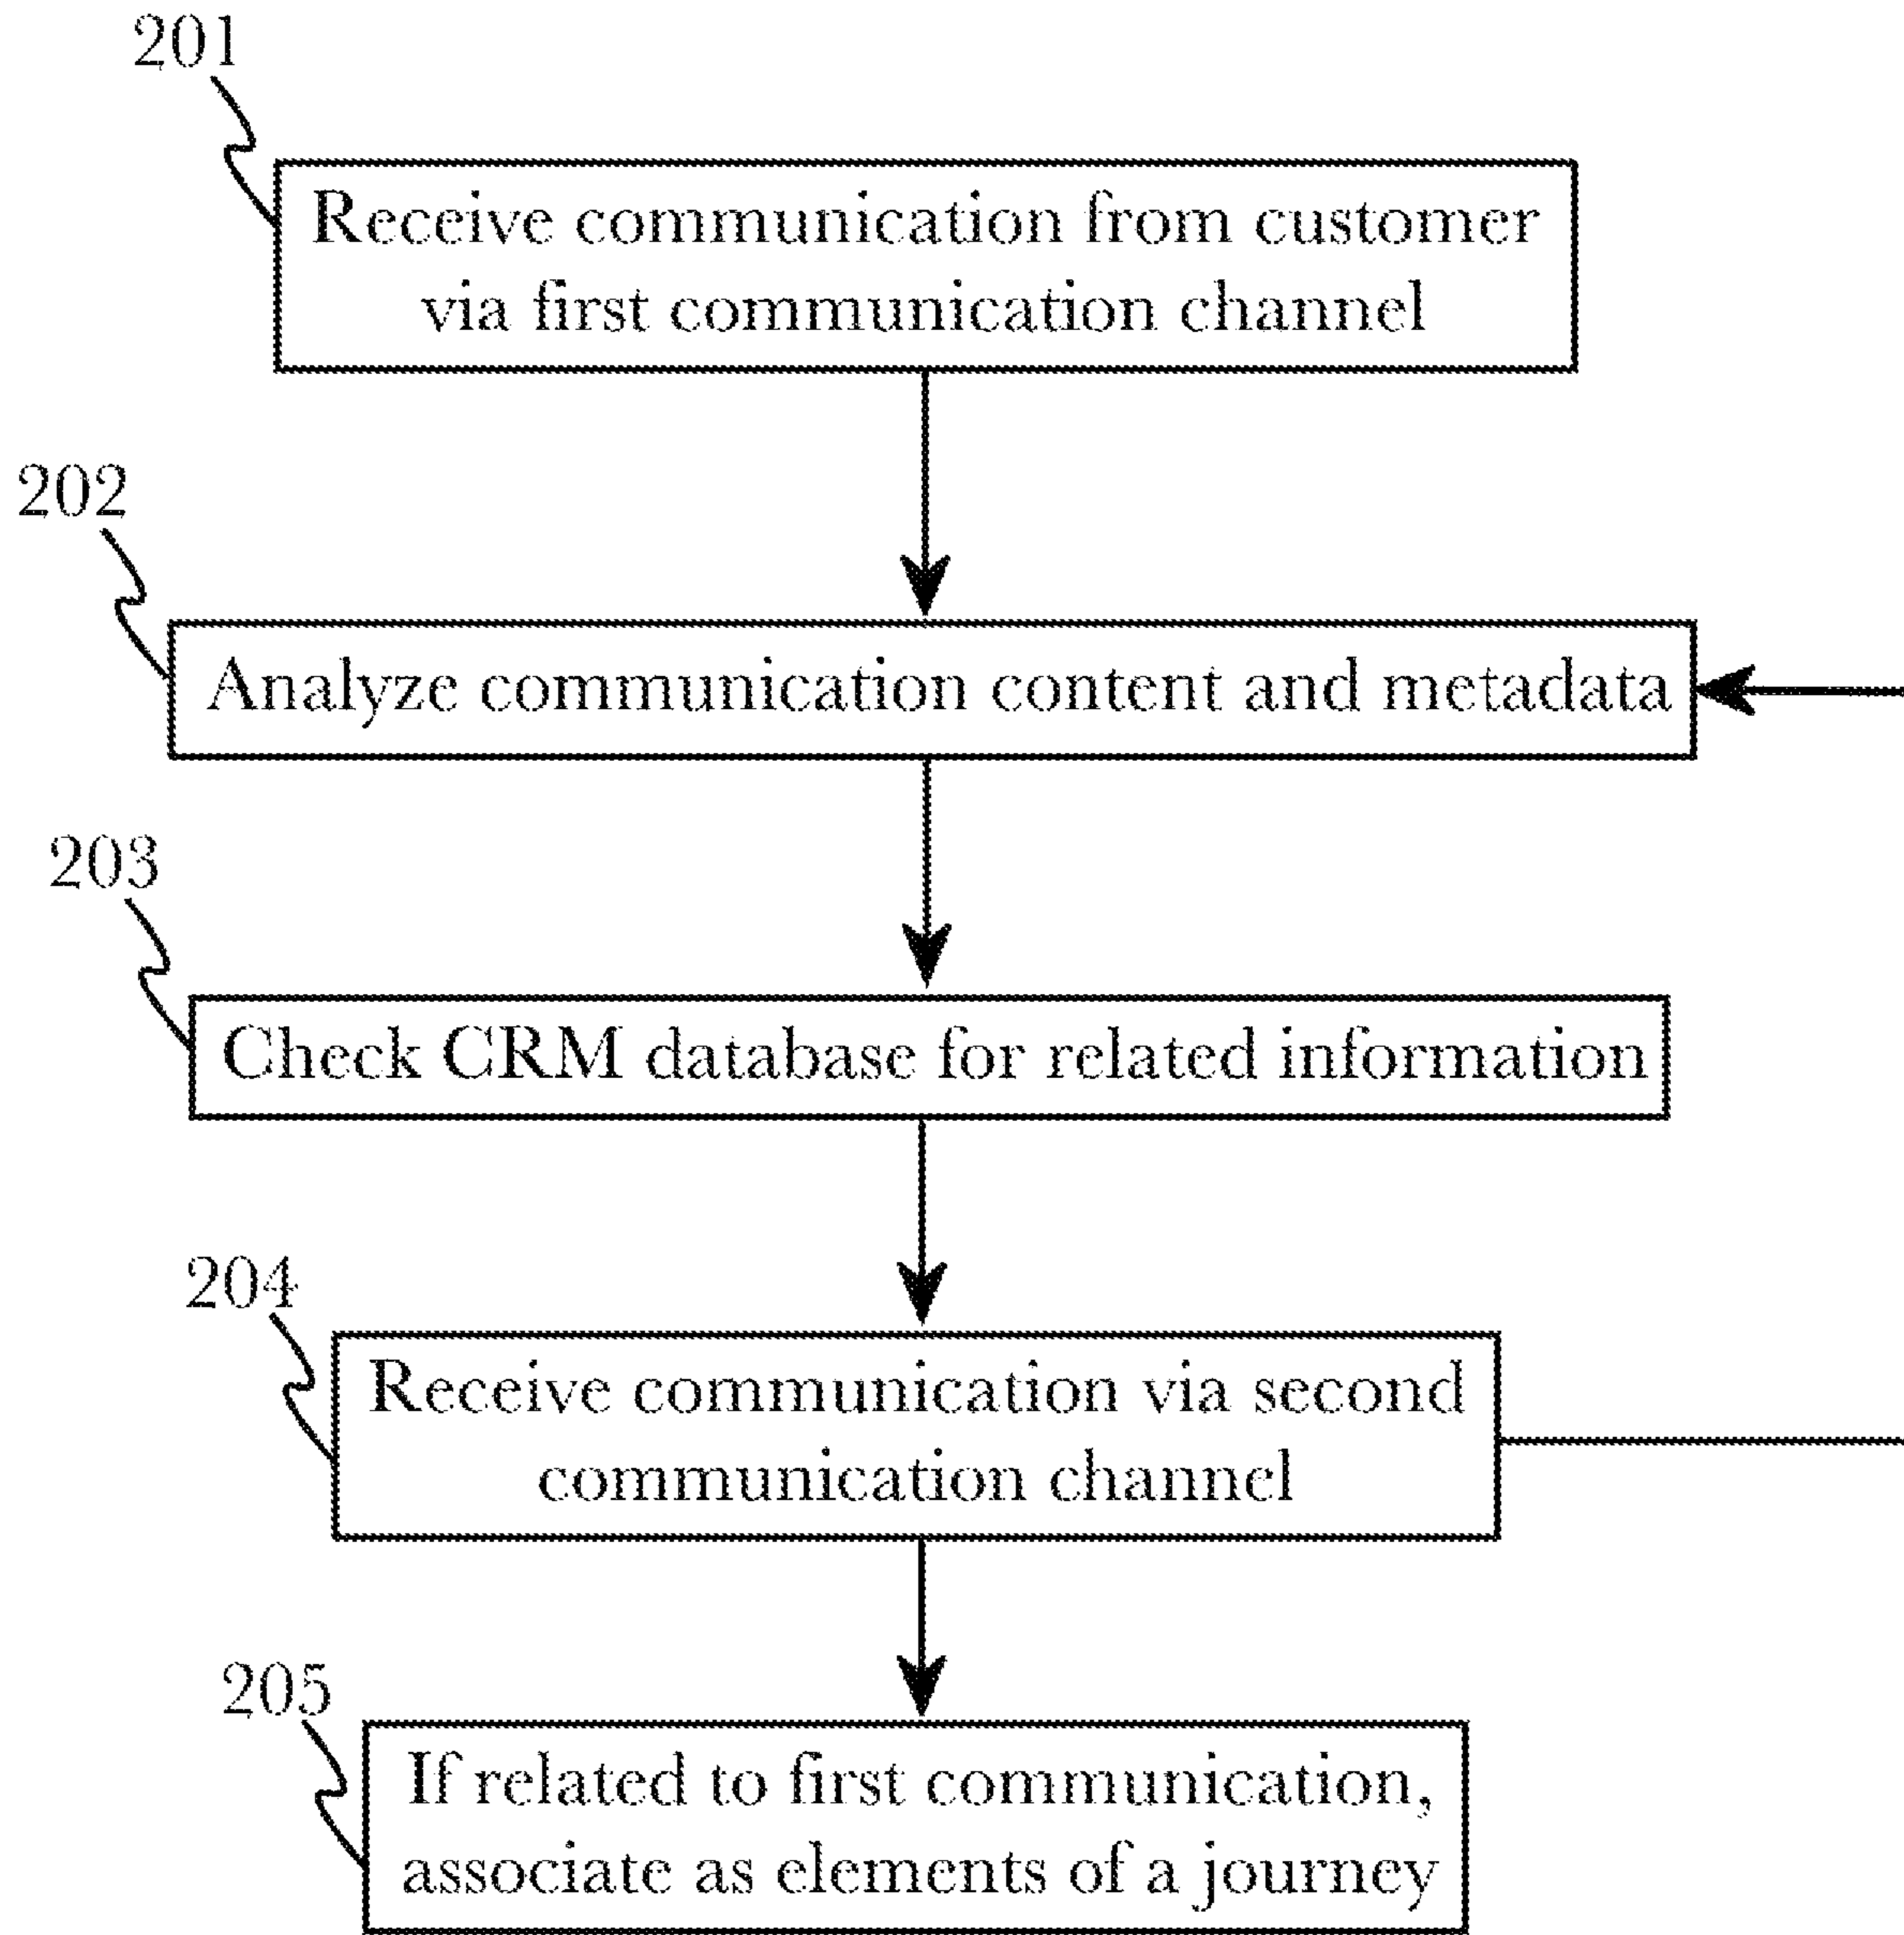 201
Receive communication from customer
via first communication channel
202
Analyze communication content and metadata
203
Check CRM database for related information
204
Receive communication via second
communication channel
205
If related to first communication,
associate as elements of a journey